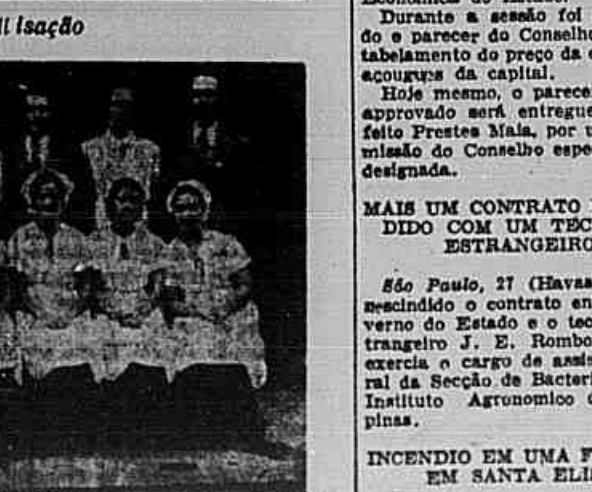 Isação
Durante a sessão foi
do o parecer do Conselho
tabelamento do preço da
açougues da capital.
Hoje mesmo, o parece
approvado será entregue
feito Prestes Maia, por u
missão do Conselho espe
designada.
MAIS UM CONTRATO
DIDO COM UM TEC
ESTRANGEIRO
São Paulo, 27 (Havas
rescindido o contrato en
verno do Estado e o tec
trangeiro J. E. Rombo
exercia o cargo de assis
ral da Secção de Bacteri
Instituto Agronomico
pinas.
INCENDIO EM UMA F
EM SANTA ELI